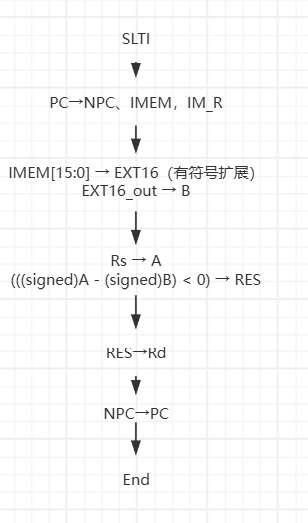 SLTI
PC→NPC、IMEM，IM_R
IMEM[15:0] → EXT16（有符号扩展）
EXT16_out → B
Rs → A
(((signed)A - (signed)B) < 0) → RES
RES→Rd
NPC→PC
End